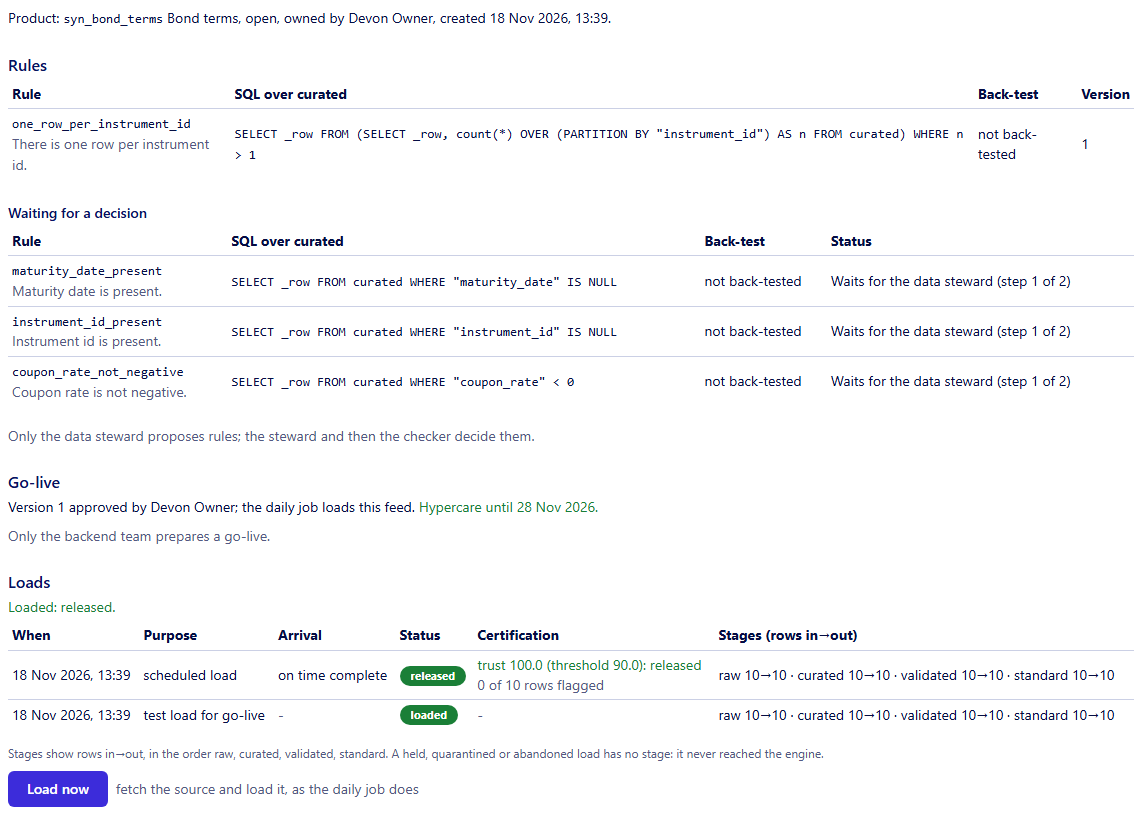 Product: syn_bond_terms Bond terms, open, owned by Devon Owner, created 18 Nov 2026, 13:39.
Rules
Rule SQL over curated Back-test Version
one_row_per_instrument_id
There is one row per instrument
id.
SELECT _row FROM (SELECT _row, count(*) OVER (PARTITION BY "instrument_id") AS n FROM curated) WHERE n
> 1
not back-
tested
1
Waiting for a decision
Rule SQL over curated Back-test Status
maturity_date_present
Maturity date is present.
SELECT _row FROM curated WHERE "maturity_date" IS NULL not back-tested Waits for the data steward (step 1 of 2)
instrument_id_present
Instrument id is present.
SELECT _row FROM curated WHERE "instrument_id" IS NULL not back-tested Waits for the data steward (step 1 of 2)
coupon_rate_not_negative
Coupon rate is not negative.
SELECT _row FROM curated WHERE "coupon_rate" < 0 not back-tested Waits for the data steward (step 1 of 2)
Only the data steward proposes rules; the steward and then the checker decide them.
Go-live
Version 1 approved by Devon Owner; the daily job loads this feed. Hypercare until 28 Nov 2026.
Only the backend team prepares a go-live.
Loads
Loaded: released.
When Purpose Arrival Status Certification Stages (rows in→out)
18 Nov 2026, 13:39 scheduled load on time complete released trust 100.0 (threshold 90.0): released
0 of 10 rows flagged
raw 10→10 · curated 10→10 · validated 10→10 · standard 10→10
18 Nov 2026, 13:39 test load for go-live - loaded - raw 10→10 · curated 10→10 · validated 10→10 · standard 10→10
Stages show rows in→out, in the order raw, curated, validated, standard. A held, quarantined or abandoned load has no stage: it never reached the engine.
Load now fetch the source and load it, as the daily job does